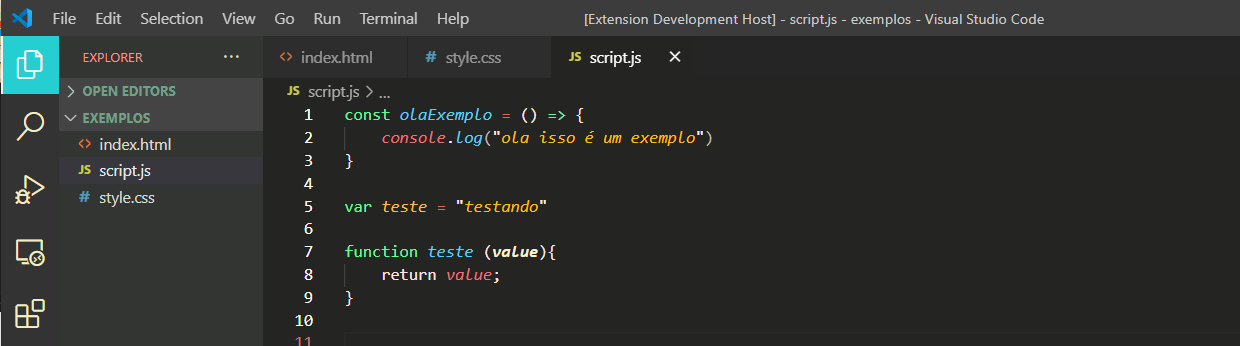 File Edit Selection View Go Run Terminal Help [Extension Development Host] - script.js - exemplos - Visual Studio Code
EXPLORER ···
index.html
# style.css
JS script.js ×
OPEN EDITORS
EXEMPLOS
index.html
JS script.js
# style.css
JS script.js > ...
1 const olaExemplo = () => {
2 console.log("ola isso é um exemplo")
3 }
4
5 var teste = "testando"
6
7 function teste (value){
8 return value;
9 }
10
11